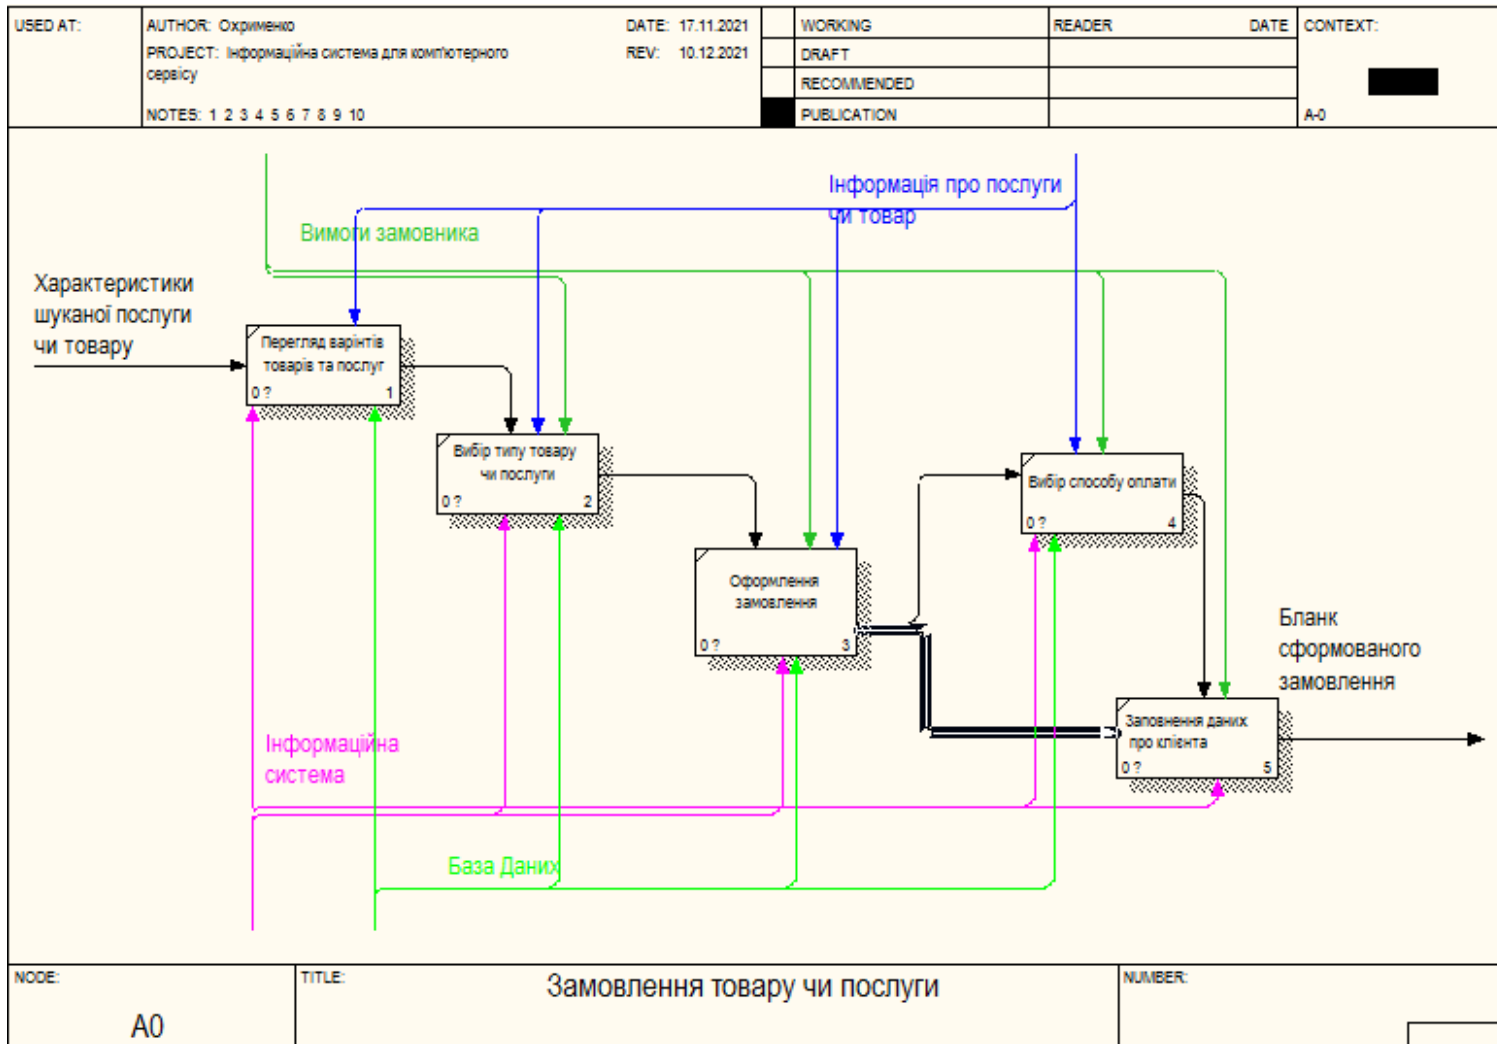 USED AT:
AUTHOR: Охрименко
DATE: 17.11.2021
PROJECT: Інформаційна система для комп'ютерного
сервісу
REV: 10.12.2021
NOTES: 1 2 3 4 5 6 7 8 9 10
WORKING
DRAFT
RECOMMENDED
PUBLICATION
READER
DATE
CONTEXT:
A-0
Інформація про послуги
чи товар
Вимоги замовника
Характеристики
шуканої послуги
чи товару
Перегляд варінтів
товарів та послуг
0 ?
1
Вибір типу товару
чи послуги
0 ?
2
Вибір способу оплати
0 ?
4
Оформлення
замовлення
0 ?
3
Бланк
сформованого
замовлення
Заповнення даних
про клієнта
0 ?
5
Інформаційна
система
База Даних
NODE:
A0
TITLE:
Замовлення товару чи послуги
NUMBER: